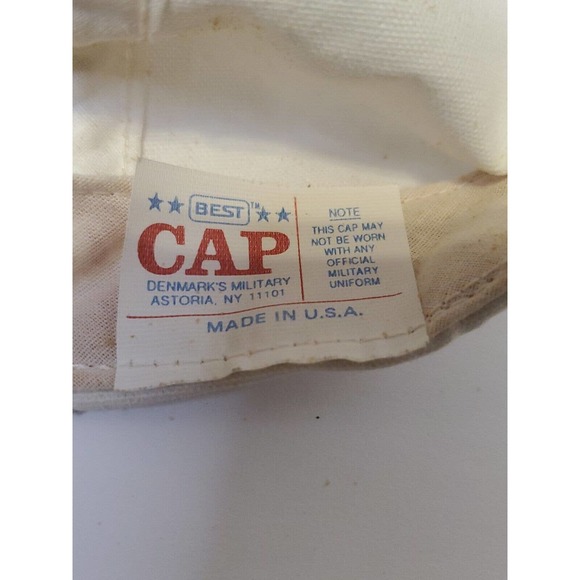 ★★ BEST™ ★★
CAP
DENMARK'S MILITARY
ASTORIA, NY 11101
NOTE
THIS CAP MAY
NOT BE WORN
WITH ANY
OFFICIAL
MILITARY
UNIFORM
MADE IN U.S.A.